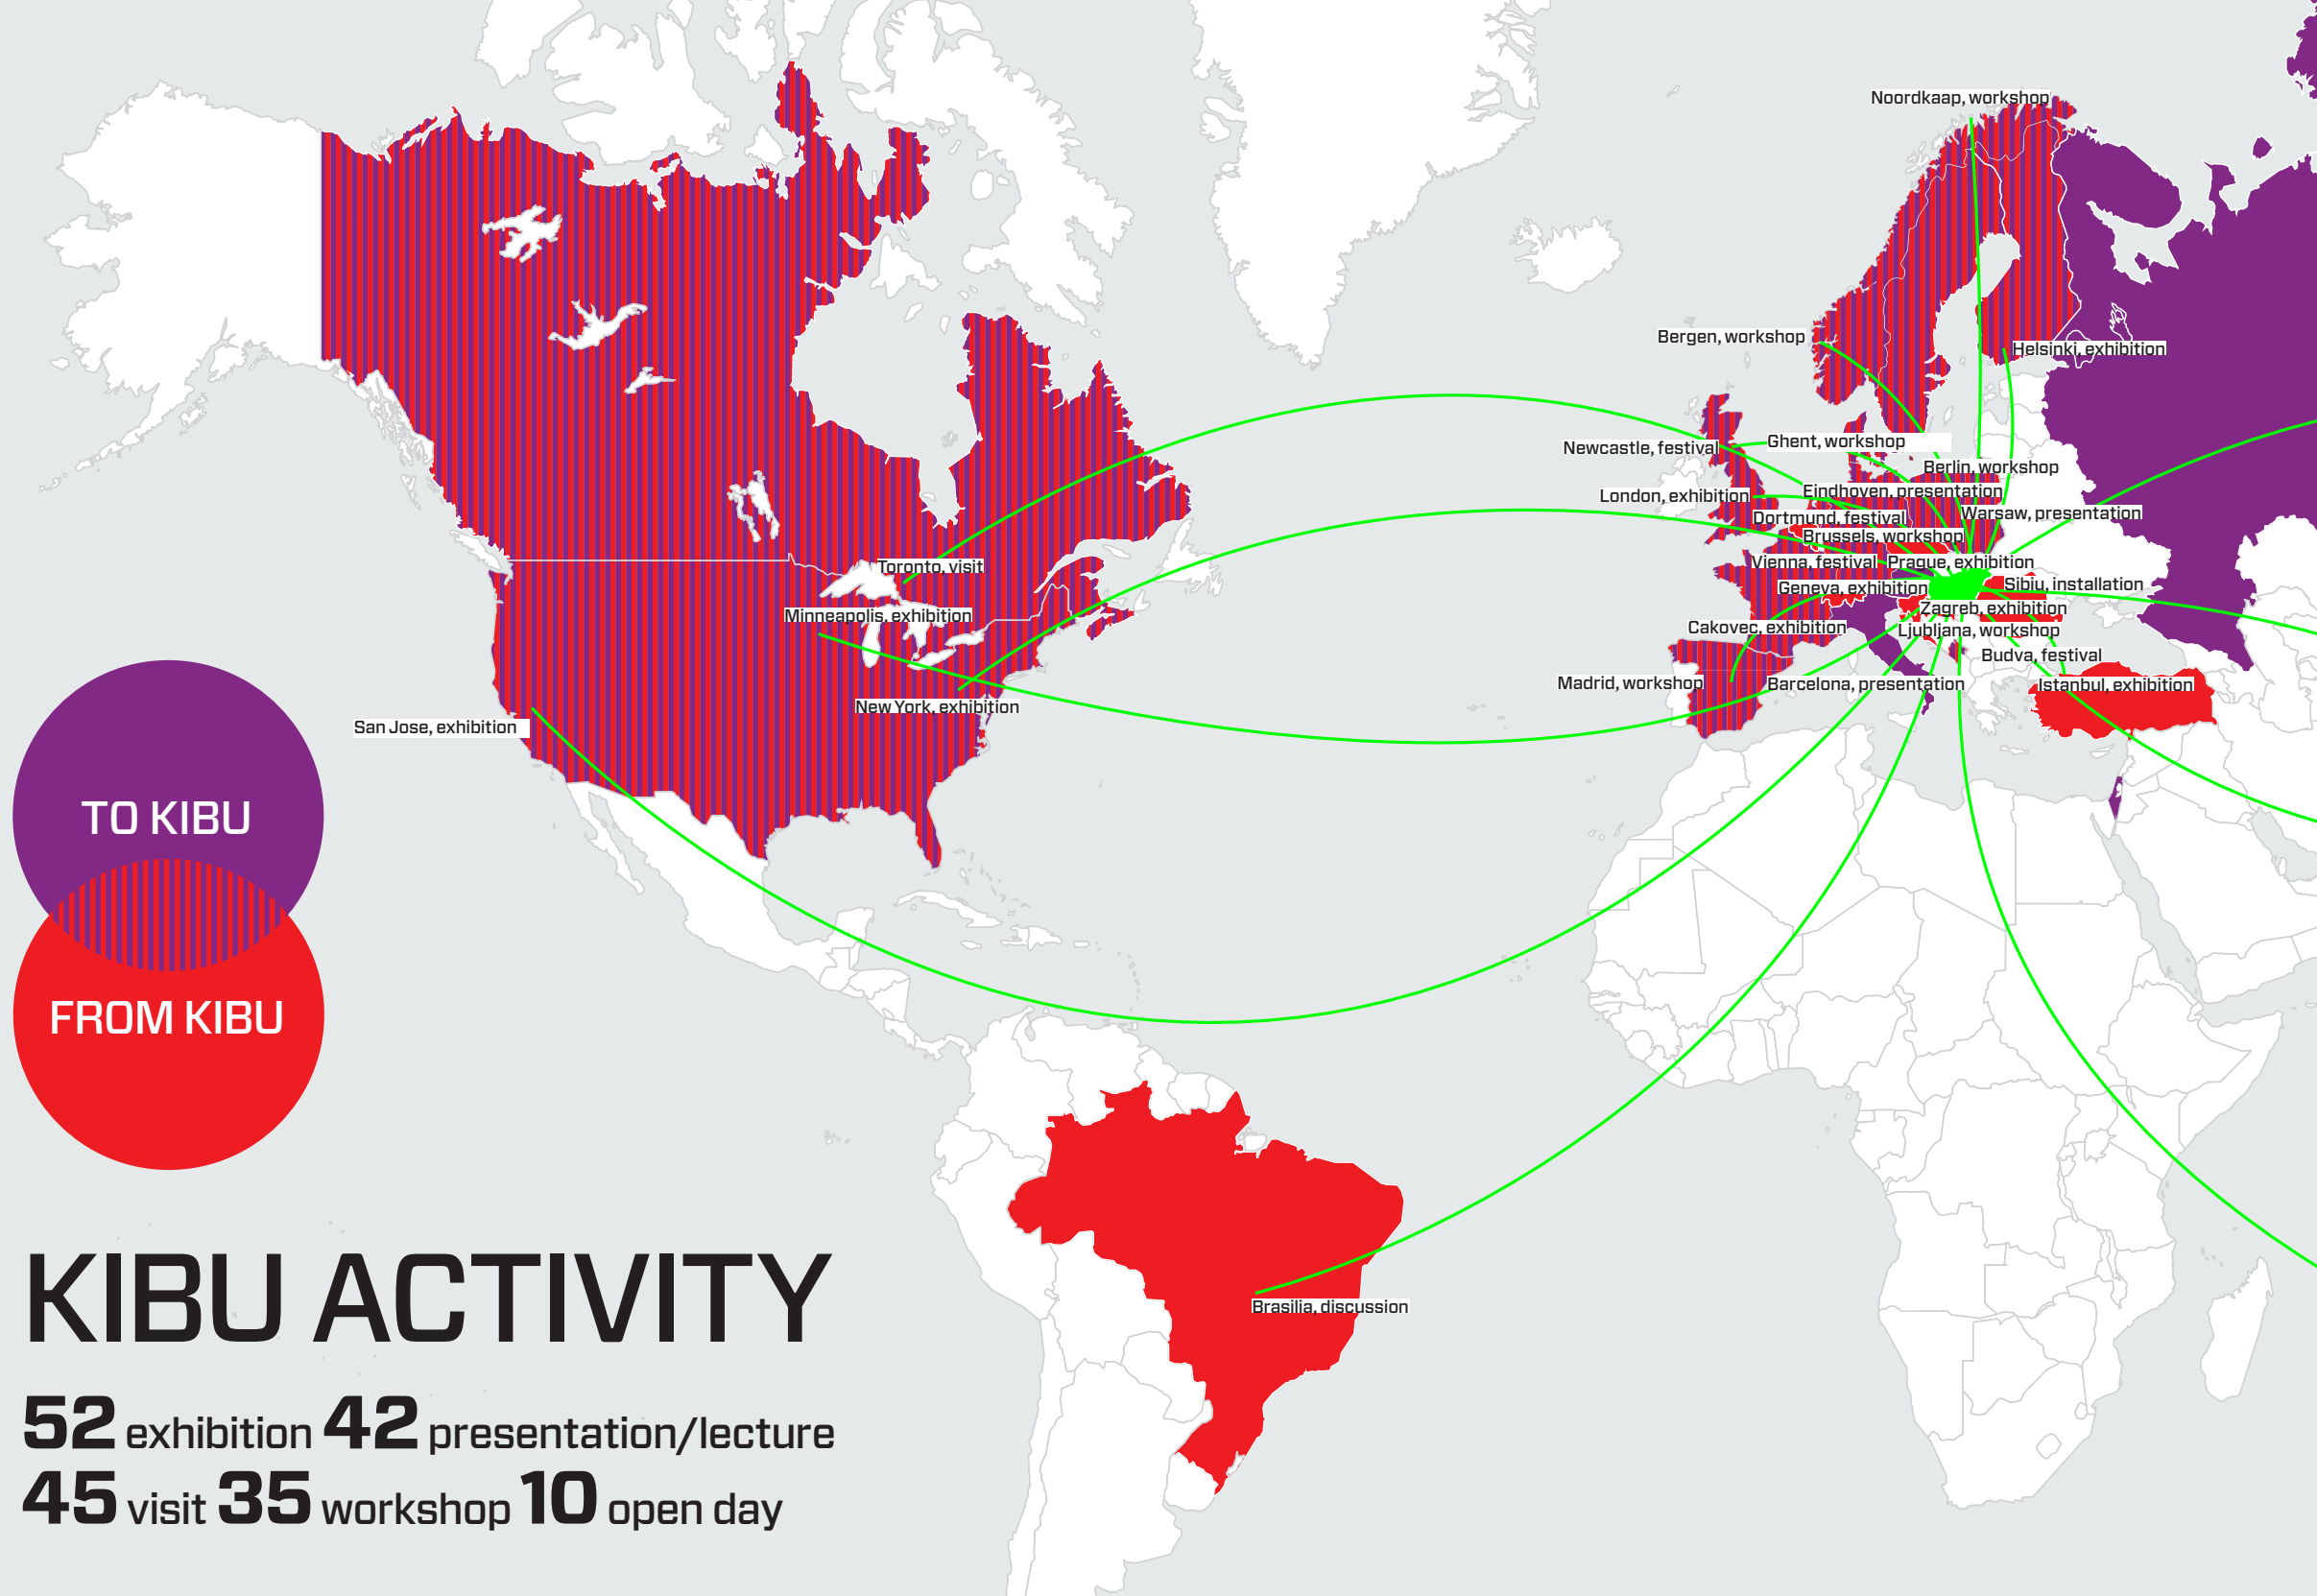 Noordkaap, workshop
Bergen, workshop
Helsinki, exhibition
Newcastle, festival
Ghent, workshop
Berlin, workshop
London, exhibition
Eindhoven, presentation
Dortmund, festival
Warsaw, presentation
Brussels, workshop
Vienna, festival
Prague, exhibition
Toronto, visit
Geneva, exhibition
Sibiu, installation
Minneapolis, exhibition
Zagreb, exhibition
Cakovec, exhibition
Ljubljana, workshop
Budva, festival
Madrid, workshop
Barcelona, presentation
Istanbul, exhibition
New York, exhibition
San Jose, exhibition
TO KIBU
FROM KIBU
Brasilia, discussion
KIBU ACTIVITY
52 exhibition 42 presentation/lecture
45 visit 35 workshop 10 open day